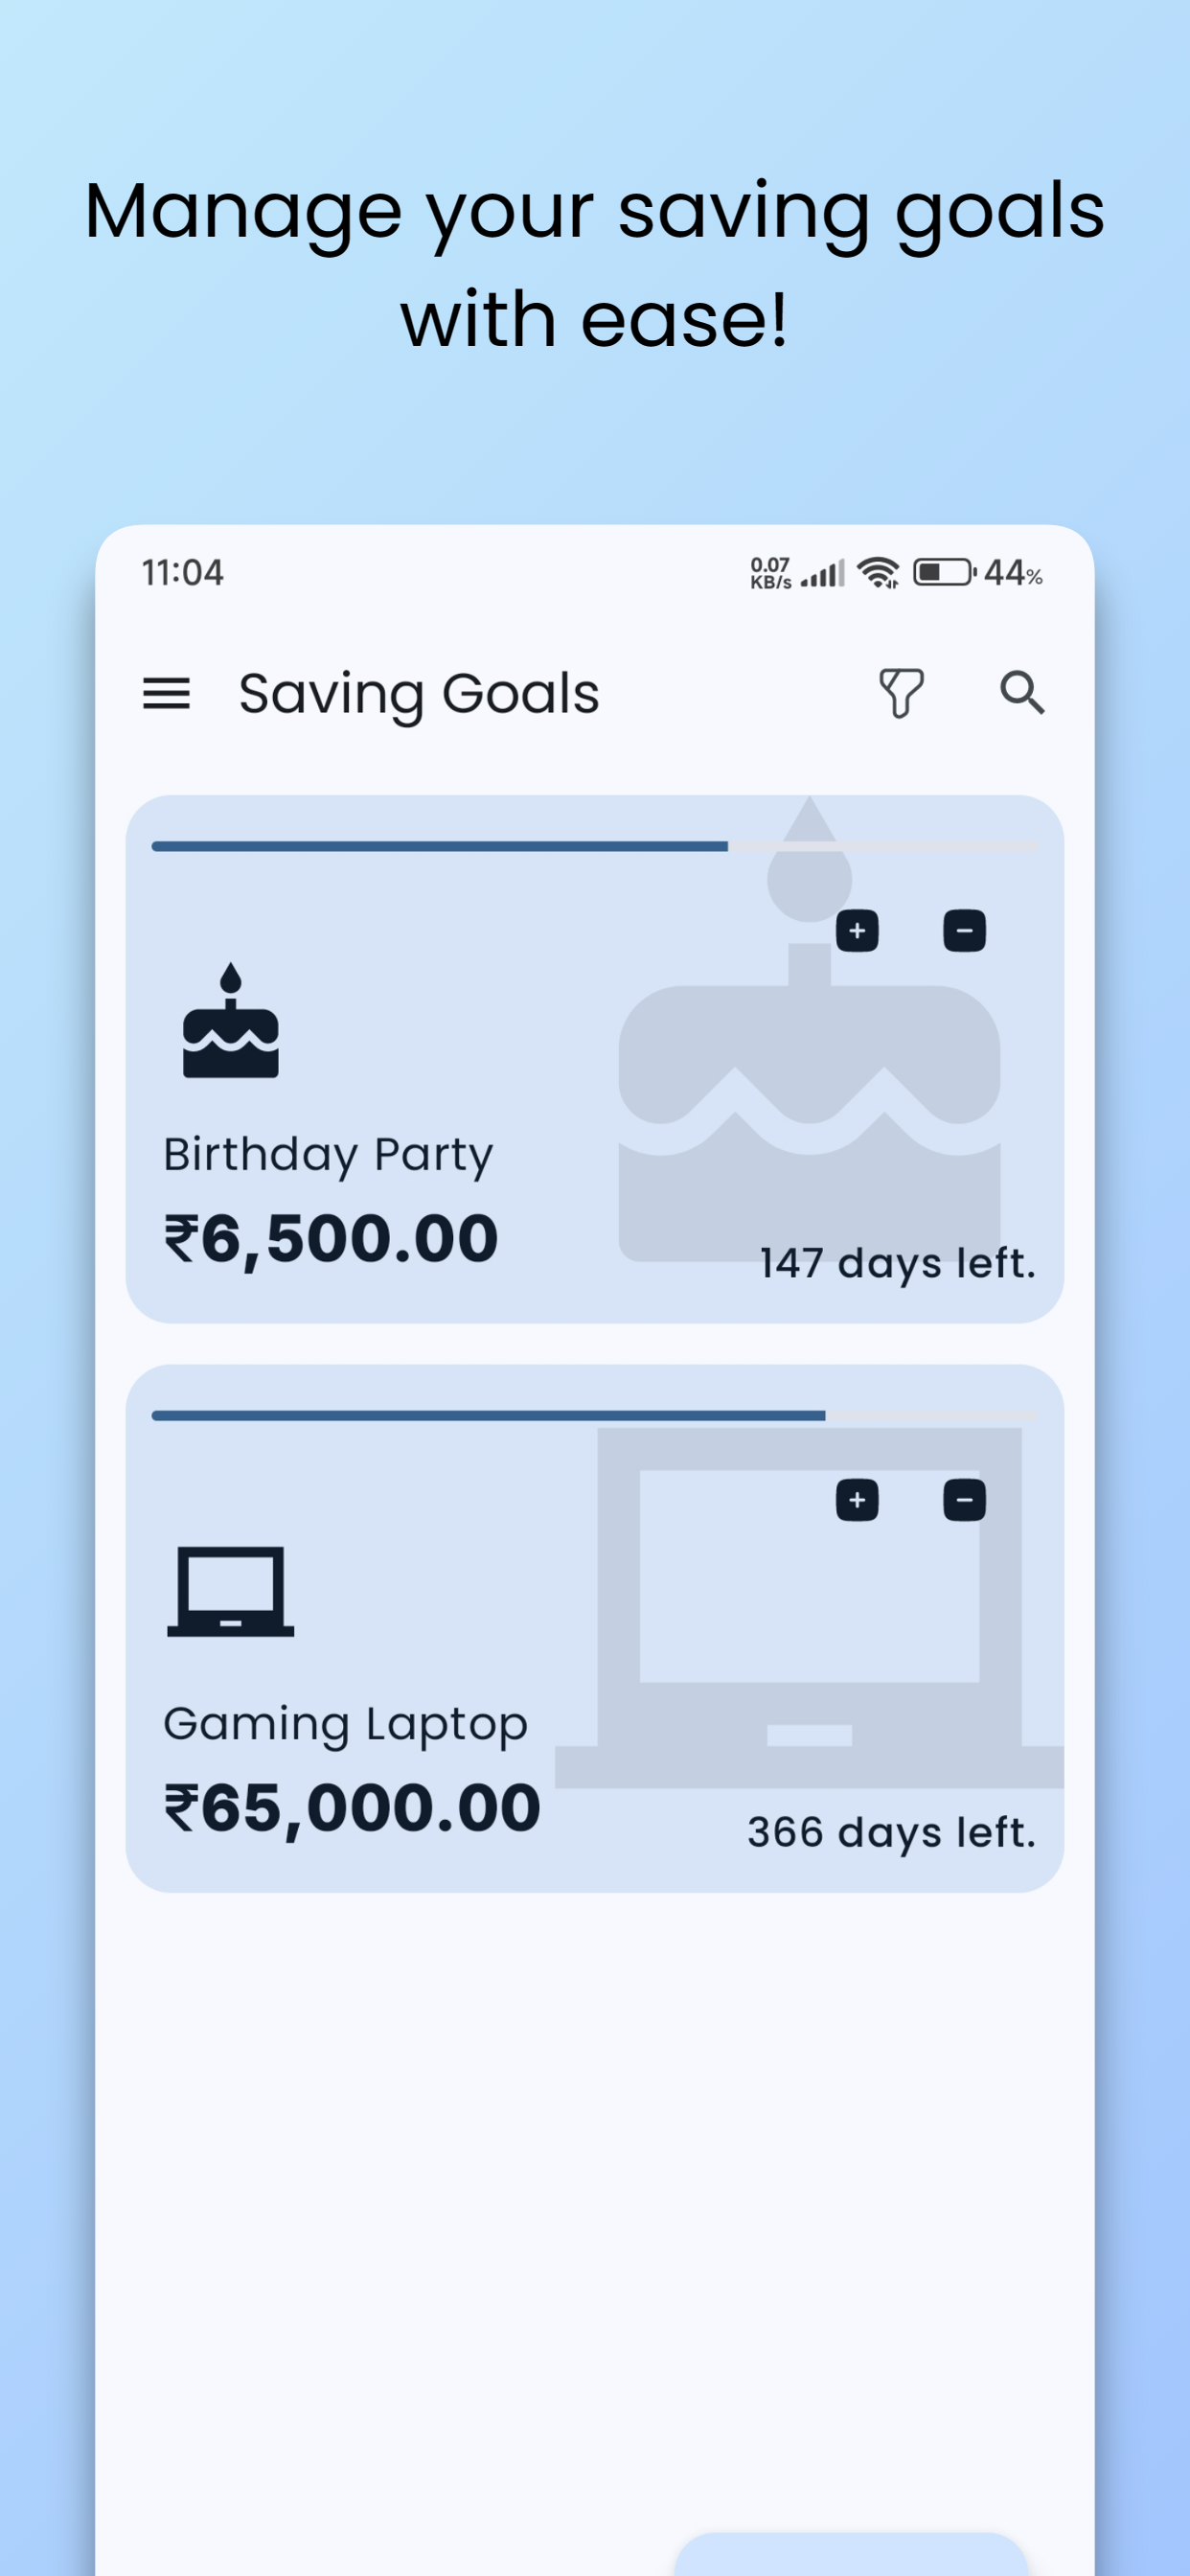 Manage your saving goals
with ease!
11:04
0.07
KB/s
44%
Saving Goals
Birthday Party
₹6,500.00
147 days left.
Gaming Laptop
₹65,000.00
366 days left.